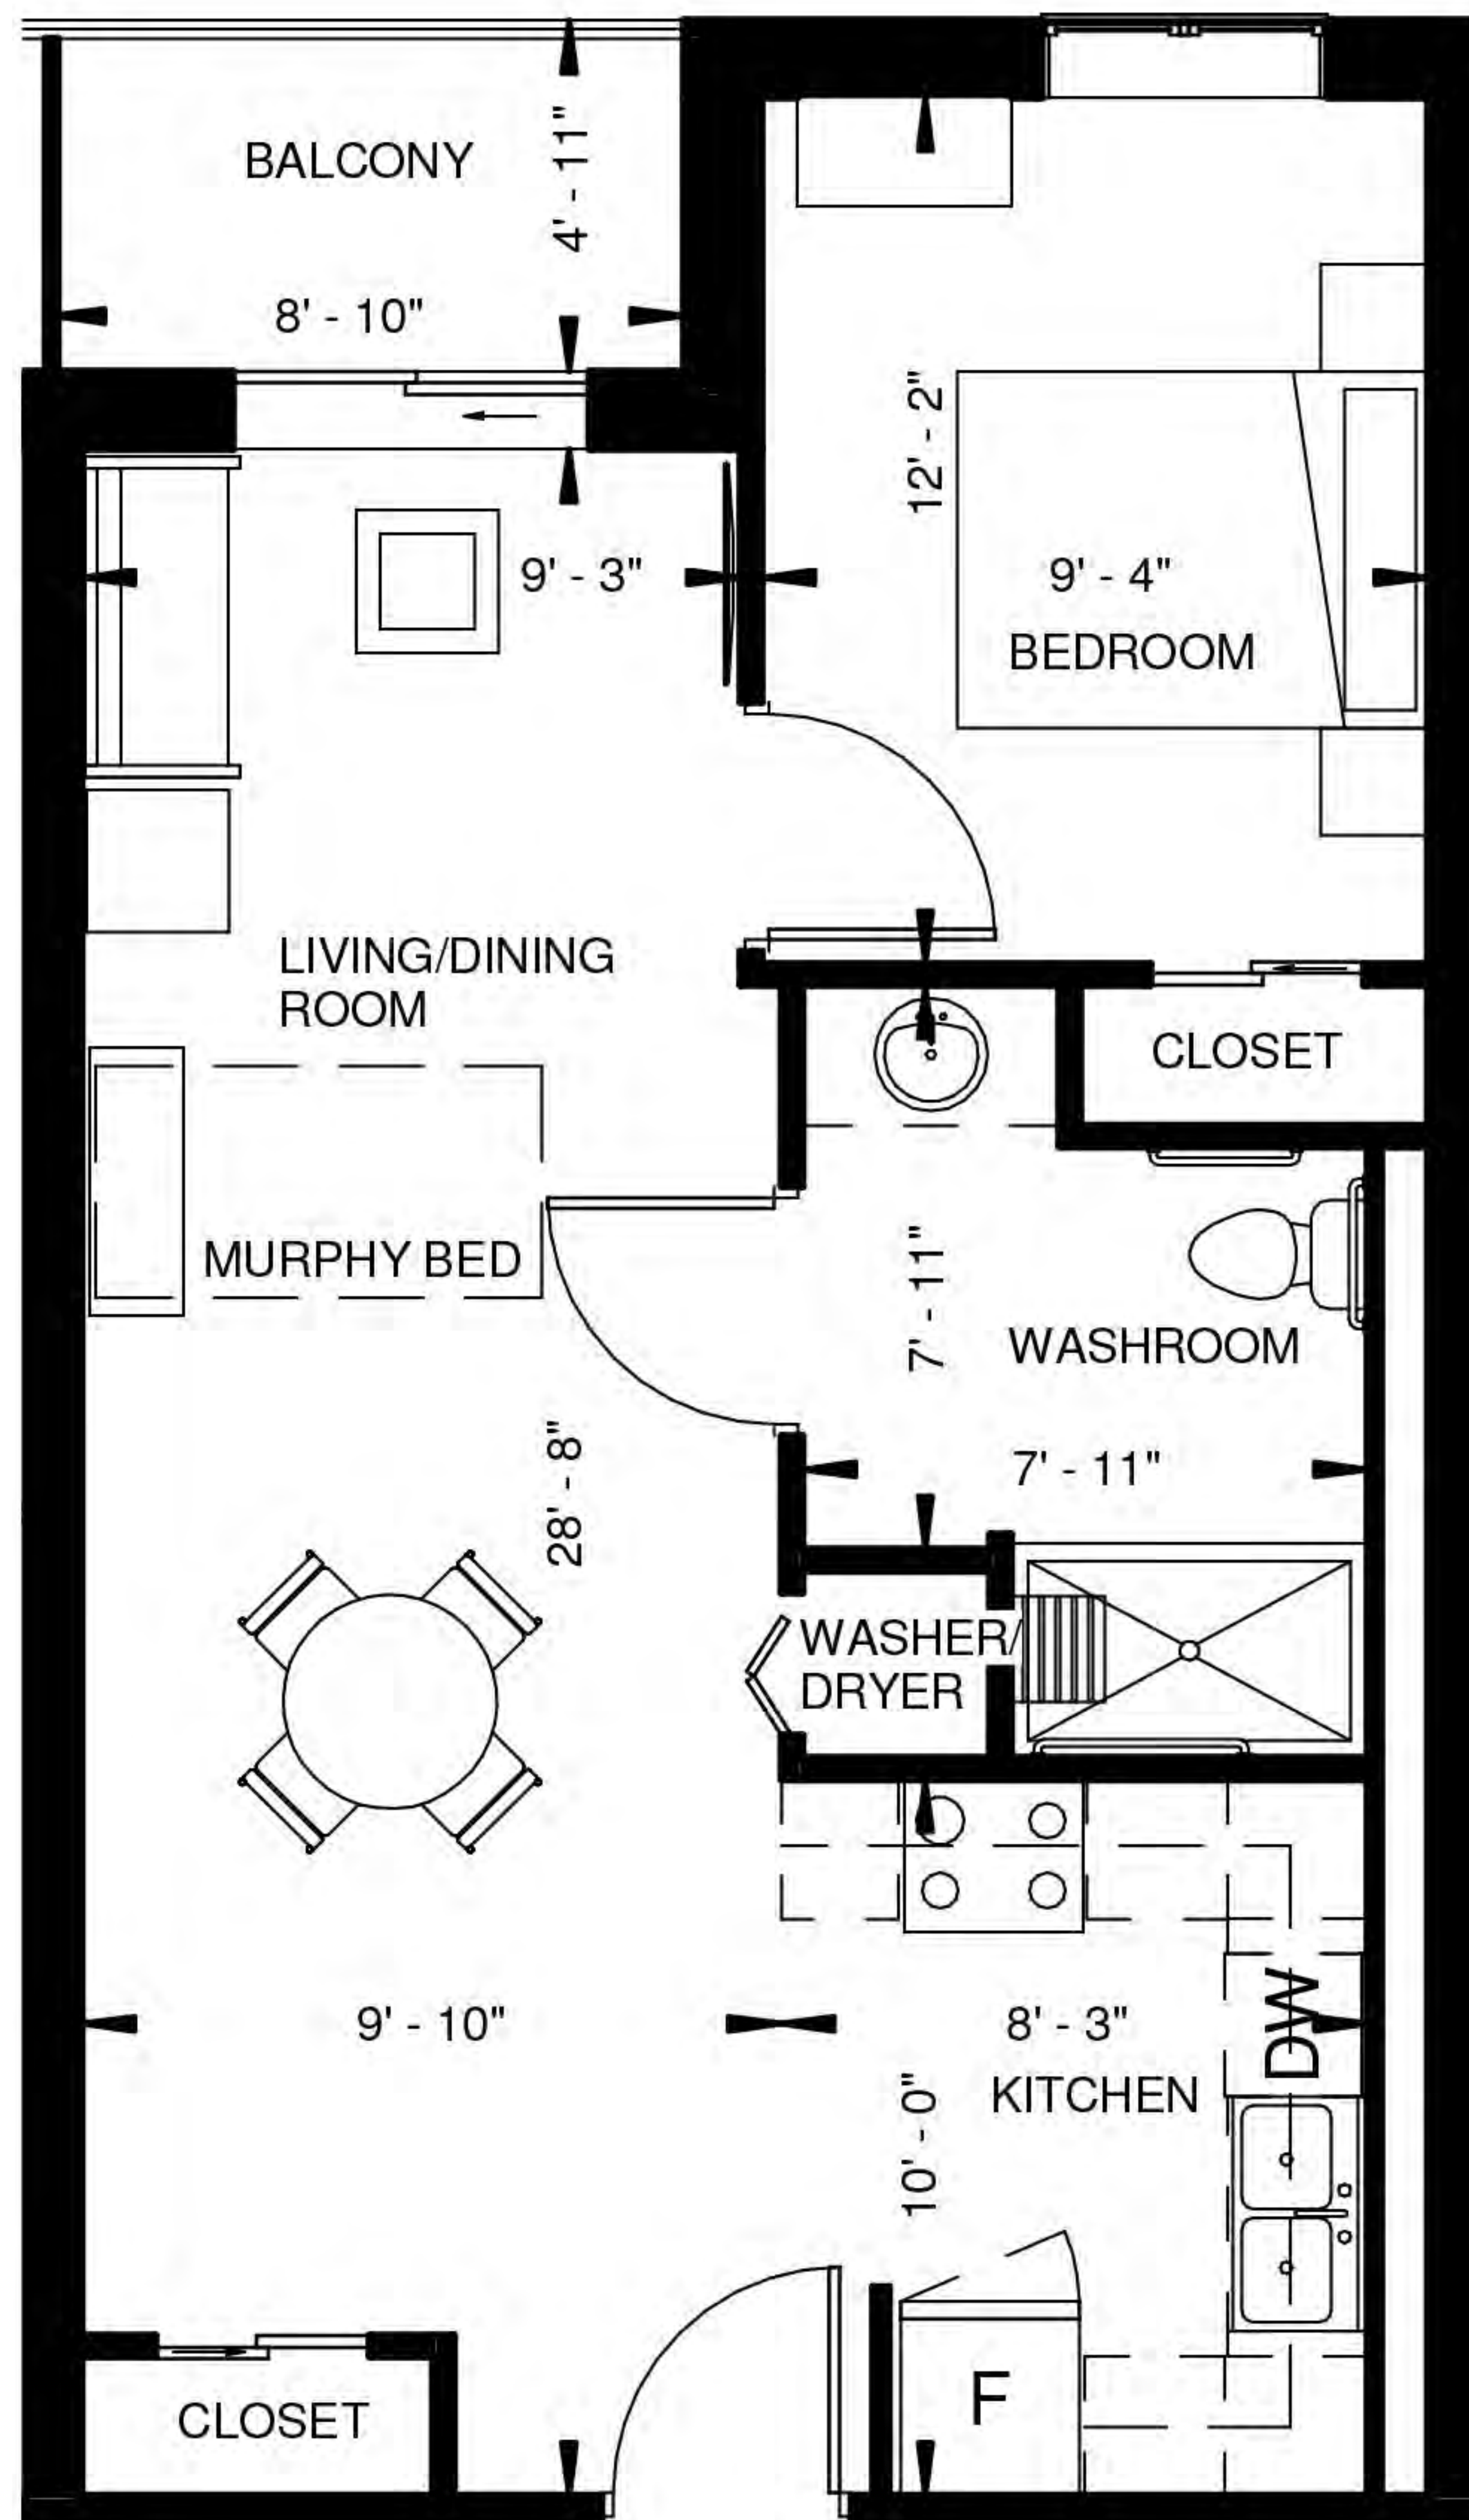 BALCONY
4' - 11"
8' - 10"
12' - 2"
9' - 3"
9' - 4"
BEDROOM
LIVING/DINING
ROOM
CLOSET
MURPHY BED
7' - 11"
WASHROOM
28' - 8"
7' - 11"
WASHER/
DRYER
9' - 10"
8' - 3"
DW
KITCHEN
10' - 0"
F
CLOSET